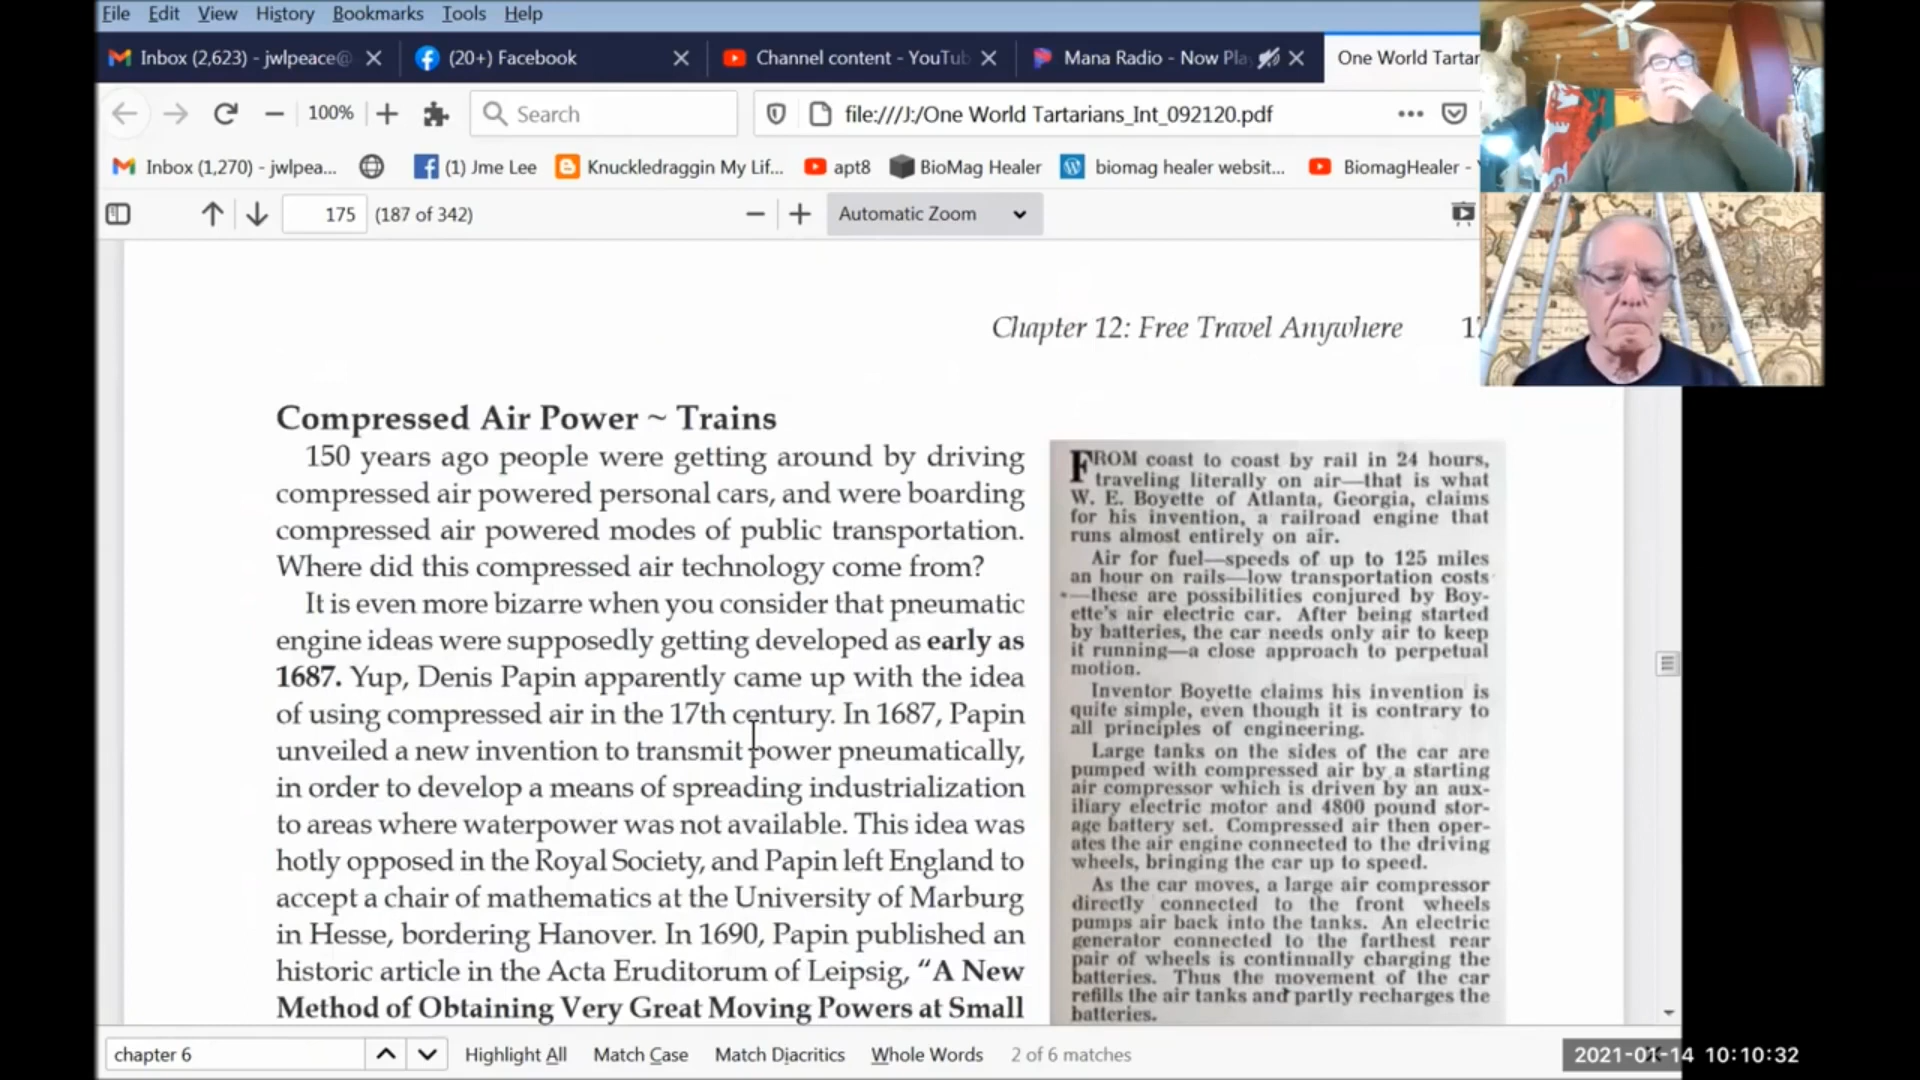 File Edit View History Bookmarks Tools Help
Inbox (2,623) - jwlpeace@
(20+) Facebook
Channel content - YouTub
Mana Radio - Now Pla
One World Tartar
100%
Search
file:///J:/One World Tartarians_Int_092120.pdf
Inbox (1,270) - jwlpea...
(1) Jme Lee
Knuckledraggin My Lif...
apt8
BioMag Healer
biomag healer websit...
BiomagHealer -
175 (187 of 342)
Automatic Zoom
Chapter 12: Free Travel Anywhere
Compressed Air Power ~ Trains
150 years ago people were getting around by driving
compressed air powered personal cars, and were boarding
compressed air powered modes of public transportation.
Where did this compressed air technology come from?
It is even more bizarre when you consider that pneumatic
engine ideas were supposedly getting developed as early as
1687. Yup, Denis Papin apparently came up with the idea
of using compressed air in the 17th century. In 1687, Papin
unveiled a new invention to transmit power pneumatically,
in order to develop a means of spreading industrialization
to areas where waterpower was not available. This idea was
hotly opposed in the Royal Society, and Papin left England to
accept a chair of mathematics at the University of Marburg
in Hesse, bordering Hanover. In 1690, Papin published an
historic article in the Acta Eruditorum of Leipsig, “A New
Method of Obtaining Very Great Moving Powers at Small
FROM coast to coast by rail in 24 hours,
traveling literally on air—that is what
W. E. Boyette of Atlanta, Georgia, claims
for his invention, a railroad engine that
runs almost entirely on air.
Air for fuel—speeds of up to 125 miles
an hour on rails—low transportation costs
—these are possibilities conjured by Boy-
ette's air electric car. After being started
by batteries, the car needs only air to keep
it running—a close approach to perpetual
motion.
Inventor Boyette claims his invention is
quite simple, even though it is contrary to
all principles of engineering.
Large tanks on the sides of the car are
pumped with compressed air by a starting
air compressor which is driven by an aux-
iliary electric motor and 4800 pound stor-
age battery set. Compressed air then oper-
ates the air engine connected to the driving
wheels, bringing the car up to speed.
As the car moves, a large air compressor
directly connected to the front wheels
pumps air back into the tanks. An electric
generator connected to the farthest rear
pair of wheels is continually charging the
batteries. Thus the movement of the car
refills the air tanks and partly recharges the
batteries.
chapter 6
Highlight All Match Case Match Diacritics Whole Words 2 of 6 matches
2021-01-14 10:10:32